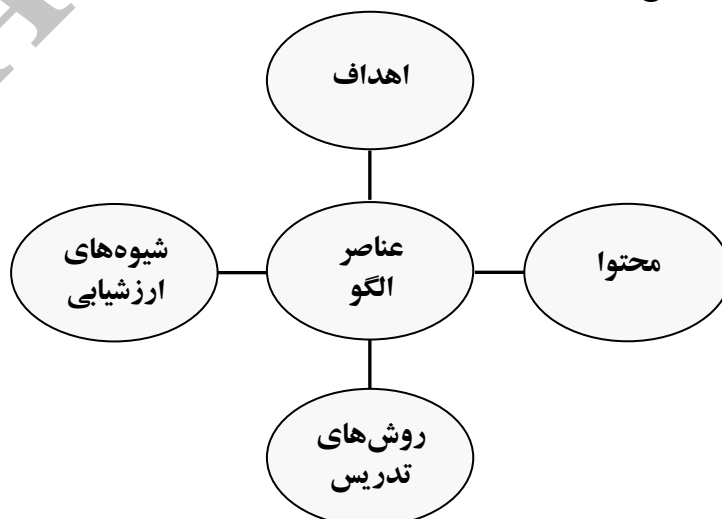 اهداف
عناصر
الگو
محتوا
شیوه‌های
ارزشیابی
روش‌های
تدریس